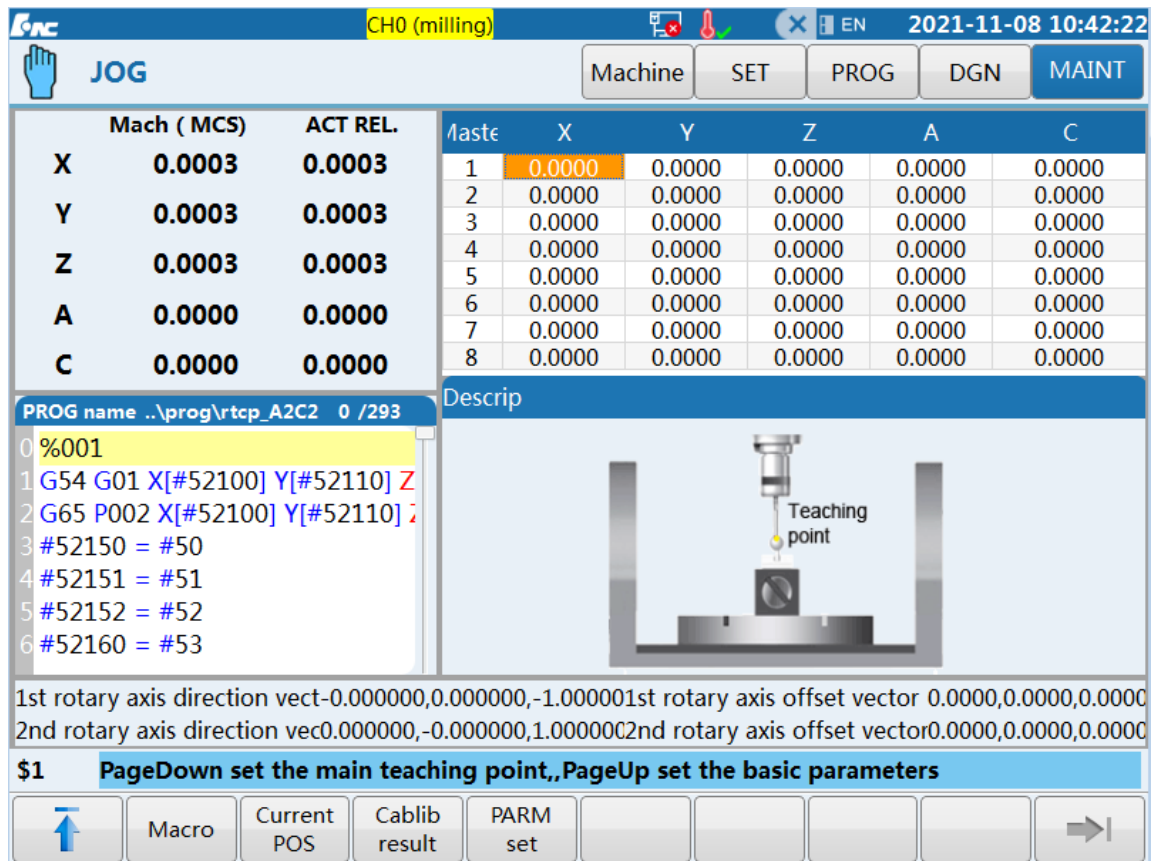 HNC CH0 (milling) EN 2021-11-08 10:42:22
JOG Machine SET PROG DGN MAINT
Mach ( MCS) ACT REL.
X 0.0003 0.0003
Y 0.0003 0.0003
Z 0.0003 0.0003
A 0.0000 0.0000
C 0.0000 0.0000
Maste X Y Z A C
1 0.0000 0.0000 0.0000 0.0000 0.0000
2 0.0000 0.0000 0.0000 0.0000 0.0000
3 0.0000 0.0000 0.0000 0.0000 0.0000
4 0.0000 0.0000 0.0000 0.0000 0.0000
5 0.0000 0.0000 0.0000 0.0000 0.0000
6 0.0000 0.0000 0.0000 0.0000 0.0000
7 0.0000 0.0000 0.0000 0.0000 0.0000
8 0.0000 0.0000 0.0000 0.0000 0.0000
PROG name ..\prog\rtcp_A2C2 0 /293
0 %001
1 G54 G01 X[#52100] Y[#52110] Z
2 G65 P002 X[#52100] Y[#52110] Z
3 #52150 = #50
4 #52151 = #51
5 #52152 = #52
6 #52160 = #53
Descrip
Teaching
point
1st rotary axis direction vect-0.000000,0.000000,-1.000001st rotary axis offset vector 0.0000,0.0000,0.0000
2nd rotary axis direction vec0.000000,-0.000000,1.0000002nd rotary axis offset vector0.0000,0.0000,0.0000
$1 PageDown set the main teaching point,,PageUp set the basic parameters
Macro
Current
POS
Cablib
result
PARM
set